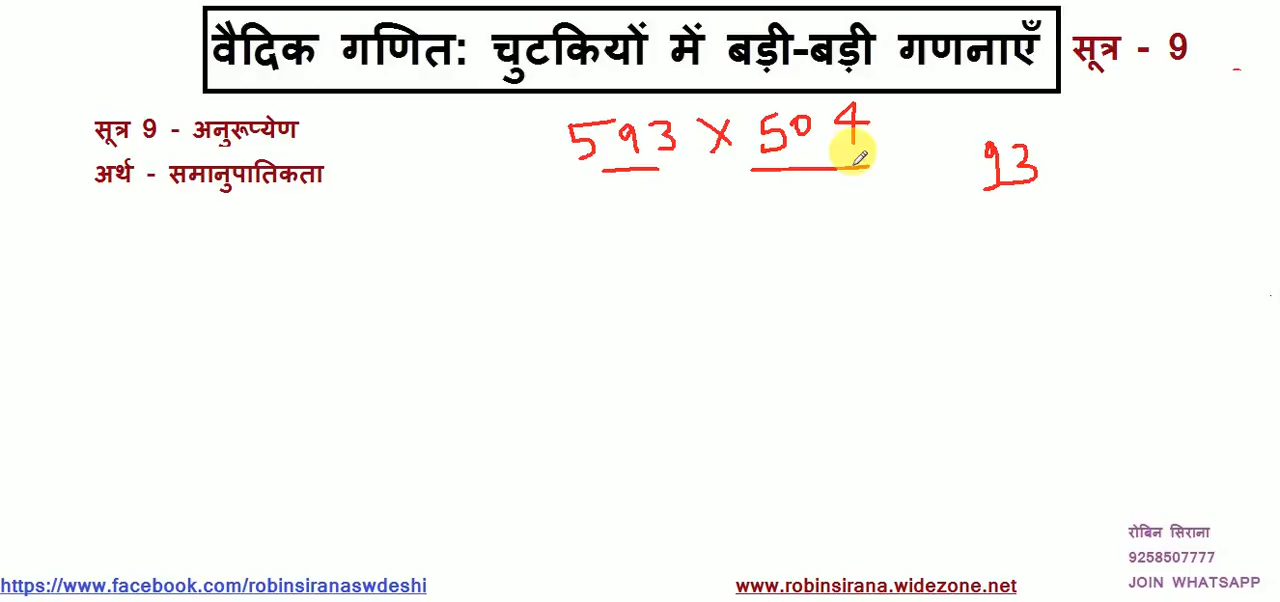 वैदिक गणित: चुटकियों में बड़ी-बड़ी गणनाएँ सूत्र - 9
सूत्र 9 - अनुरूप्येण
593 X 504
93
अर्थ - समानुपातिकता
रोबिन सिराना
9258507777
https://www.facebook.com/robinsiranaswdeshi
www.robinsirana.widezone.net
JOIN WHATSAPP